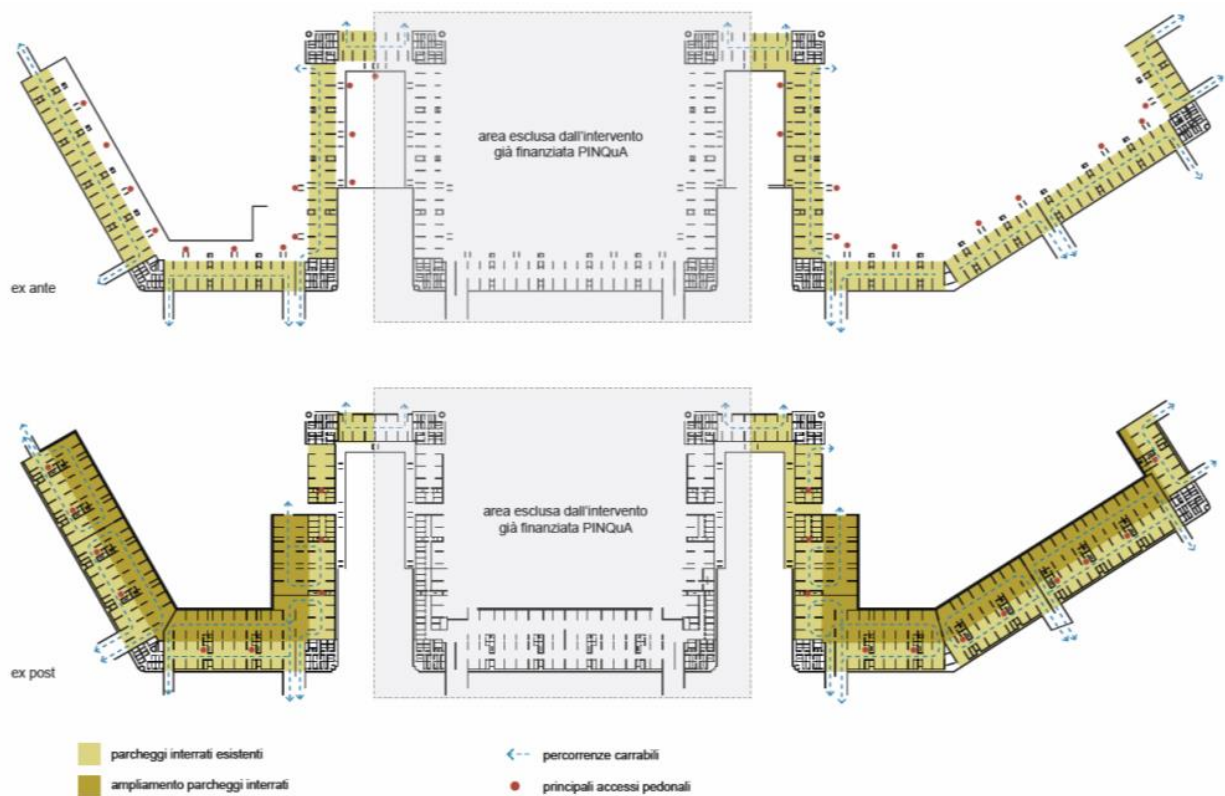 area esclusa dall'intervento
già finanziata PINQuA
ex ante
area esclusa dall'intervento
già finanziata PINQuA
ex post
parcheggi interrati esistenti
percorrenze carrabili
ampliamento parcheggi interrati
principali accessi pedonali